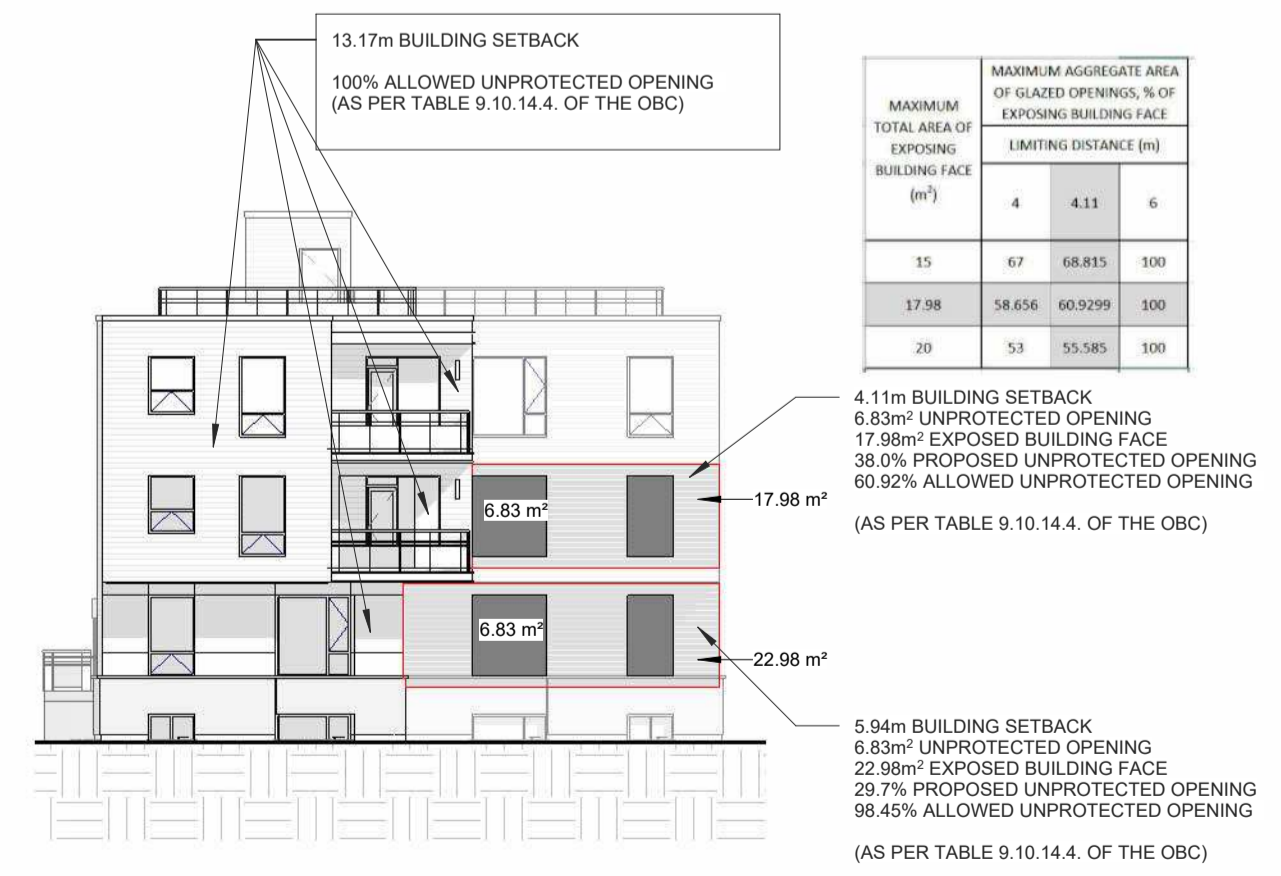 13.17m BUILDING SETBACK
100% ALLOWED UNPROTECTED OPENING
(AS PER TABLE 9.10.14.4. OF THE OBC)
MAXIMUM
TOTAL AREA OF
EXPOSING
BUILDING FACE
(m²)
MAXIMUM AGGREGATE AREA
OF GLAZED OPENINGS, % OF
EXPOSING BUILDING FACE
LIMITING DISTANCE (m)
4 4.11 6
15 67 68.815 100
17.98 58.656 60.9299 100
20 53 55.585 100
4.11m BUILDING SETBACK
6.83m² UNPROTECTED OPENING
17.98m² EXPOSED BUILDING FACE
38.0% PROPOSED UNPROTECTED OPENING
60.92% ALLOWED UNPROTECTED OPENING
(AS PER TABLE 9.10.14.4. OF THE OBC)
6.83 m²
17.98 m²
6.83 m²
22.98 m²
5.94m BUILDING SETBACK
6.83m² UNPROTECTED OPENING
22.98m² EXPOSED BUILDING FACE
29.7% PROPOSED UNPROTECTED OPENING
98.45% ALLOWED UNPROTECTED OPENING
(AS PER TABLE 9.10.14.4. OF THE OBC)